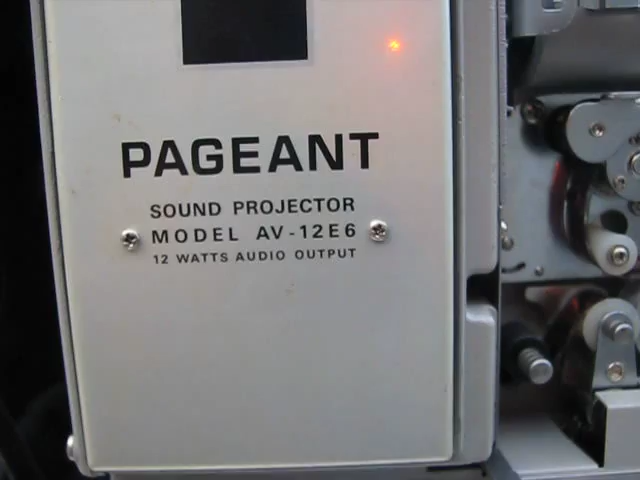 PAGEANT
SOUND PROJECTOR
MODEL AV-12E6
12 WATTS AUDIO OUTPUT